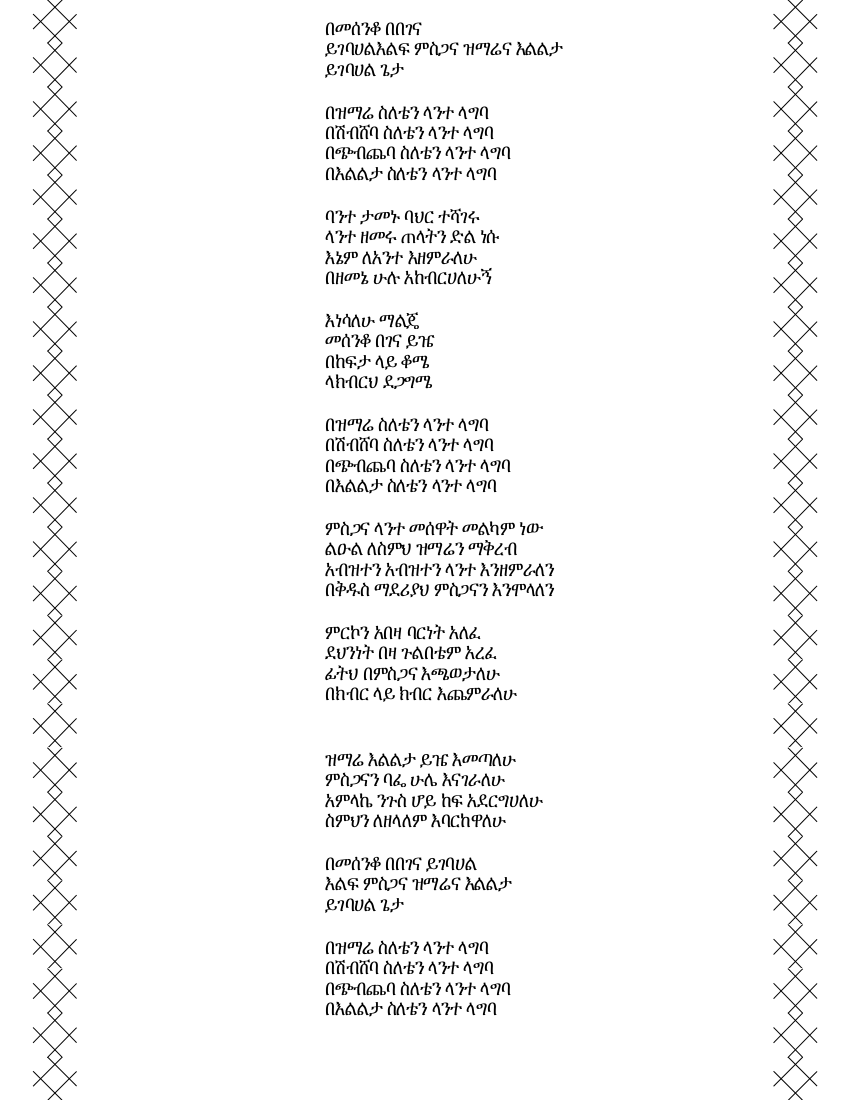 በመሰንቆ በበገና
ይገባሀልእልፍ ምስጋና ዝማሬና እልልታ
ይገባሀል ጌታ
በዝማሬ ስለቴን ላንተ ላግባ
በሽብሸባ ስለቴን ላንተ ላግባ
በጭብጨባ ስለቴን ላንተ ላግባ
በእልልታ ስለቴን ላንተ ላግባ
ባንተ ታመኑ ባህር ተሻገሩ
ላንተ ዘመሩ ጠላትን ድል ነሱ
እኔም ለአንተ እዘምራለሁ
በዘመኔ ሁሉ አከብርሀለሁኝ
እነሳለሁ ማልጄ
መሰንቆ በገና ይዤ
በከፍታ ላይ ቆሜ
ላክብርህ ደጋግሜ
በዝማሬ ስለቴን ላንተ ላግባ
በሽብሸባ ስለቴን ላንተ ላግባ
በጭብጨባ ስለቴን ላንተ ላግባ
በእልልታ ስለቴን ላንተ ላግባ
ምስጋና ላንተ መሰዋት መልካም ነው
ልዑል ለስምህ ዝማሬን ማቅረብ
አብዝተን አብዝተን ላንተ እንዘምራለን
በቅዱስ ማደሪያህ ምስጋናን እንሞላለን
ምርኮን አበዛ ባርነት አለፈ
ደህንነት በዛ ጉልበቴም አረፈ
ፊትህ በምስጋና እጫወታለሁ
በክብር ላይ ክብር እጨምራለሁ
ዝማሬ እልልታ ይዤ እመጣለሁ
ምስጋናን ባፌ ሁሌ እናገራለሁ
አምላኬ ንጉስ ሆይ ከፍ አደርግሀለሁ
ስምህን ለዘላለም እባርከዋለሁ
በመሰንቆ በበገና ይገባሀል
እልፍ ምስጋና ዝማሬና እልልታ
ይገባሀል ጌታ
በዝማሬ ስለቴን ላንተ ላግባ
በሽብሸባ ስለቴን ላንተ ላግባ
በጭብጨባ ስለቴን ላንተ ላግባ
በእልልታ ስለቴን ላንተ ላግባ